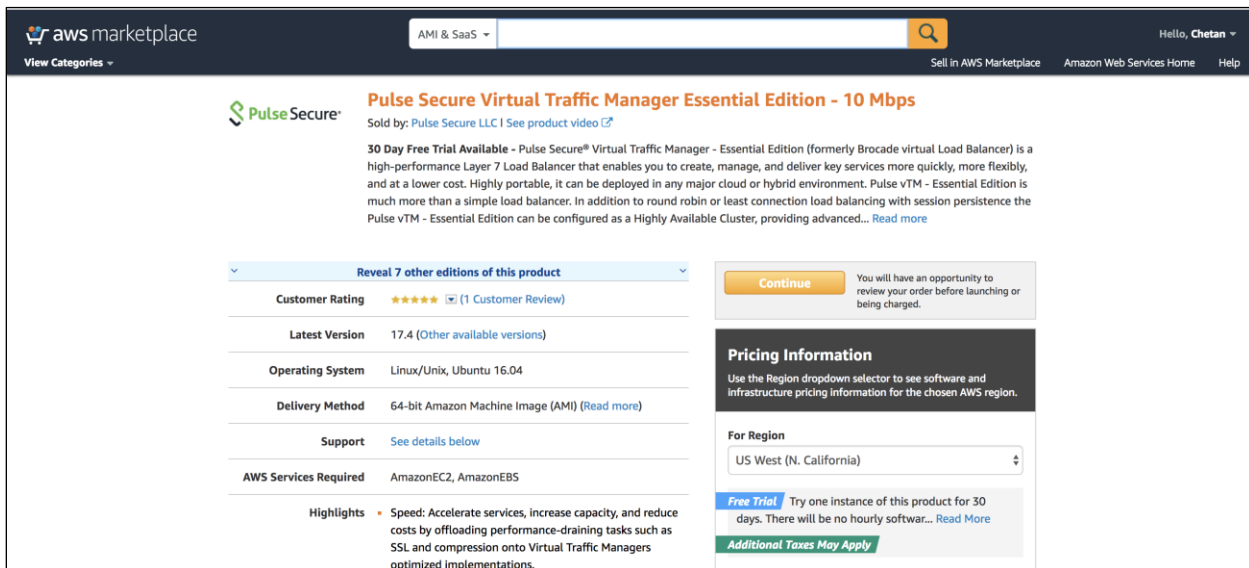 aws marketplace
AMI & SaaS
Hello, Chetan
View Categories
Sell in AWS Marketplace Amazon Web Services Home Help
Pulse Secure®
Pulse Secure Virtual Traffic Manager Essential Edition - 10 Mbps
Sold by: Pulse Secure LLC | See product video
30 Day Free Trial Available - Pulse Secure® Virtual Traffic Manager - Essential Edition (formerly Brocade virtual Load Balancer) is a
high-performance Layer 7 Load Balancer that enables you to create, manage, and deliver key services more quickly, more flexibly,
and at a lower cost. Highly portable, it can be deployed in any major cloud or hybrid environment. Pulse vTM - Essential Edition is
much more than a simple load balancer. In addition to round robin or least connection load balancing with session persistence the
Pulse vTM - Essential Edition can be configured as a Highly Available Cluster, providing advanced... Read more
Reveal 7 other editions of this product
Customer Rating (1 Customer Review)
Latest Version 17.4 (Other available versions)
Operating System Linux/Unix, Ubuntu 16.04
Delivery Method 64-bit Amazon Machine Image (AMI) (Read more)
Support See details below
AWS Services Required AmazonEC2, AmazonEBS
Highlights Speed: Accelerate services, increase capacity, and reduce
costs by offloading performance-draining tasks such as
SSL and compression onto Virtual Traffic Managers
optimized implementations.
Continue
You will have an opportunity to
review your order before launching or
being charged.
Pricing Information
Use the Region dropdown selector to see software and
infrastructure pricing information for the chosen AWS region.
For Region
US West (N. California)
Free Trial Try one instance of this product for 30
days. There will be no hourly softwar... Read More
Additional Taxes May Apply